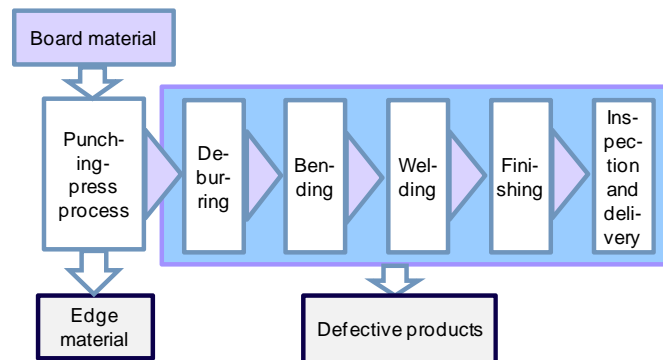 Board material
Punch-
ing-
press
process
De-
bur-
ring
Ben-
ding
Wel-
ding
Fini-
shing
Ins-
pec-
tion
and
deli-
very
Edge
material
Defective products